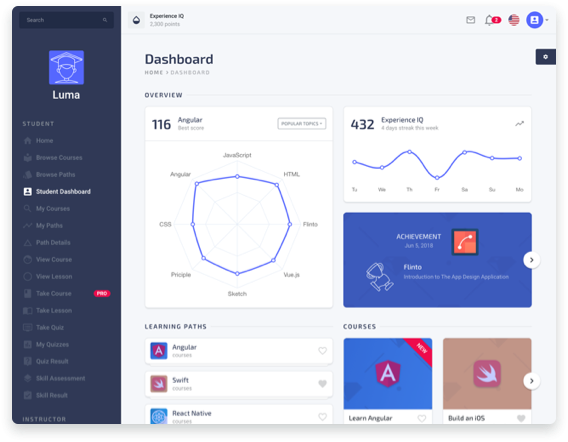 Search
Experience IQ
2,300 points
2
Luma
STUDENT
Home
Browse Courses
Browse Paths
Student Dashboard
My Courses
My Paths
Path Details
View Course
View Lesson
Take Course
PRO
Take Lesson
Take Quiz
My Quizzes
Quiz Result
Skill Assessment
Skill Result
INSTRUCTOR
Dashboard
HOME > DASHBOARD
OVERVIEW
116
Angular
Best score
POPULAR TOPICS
JavaScript
HTML
Flinto
Vue.js
Sketch
Priciple
CSS
Angular
432
Experience IQ
4 days streak this week
Tu We Th Fr Sa Su Mo
ACHIEVEMENT
Jun 5, 2018
Flinto
Introduction to The App Design Application
LEARNING PATHS
Angular
courses
Swift
courses
React Native
courses
COURSES
NEW
Learn Angular
Build an iOS